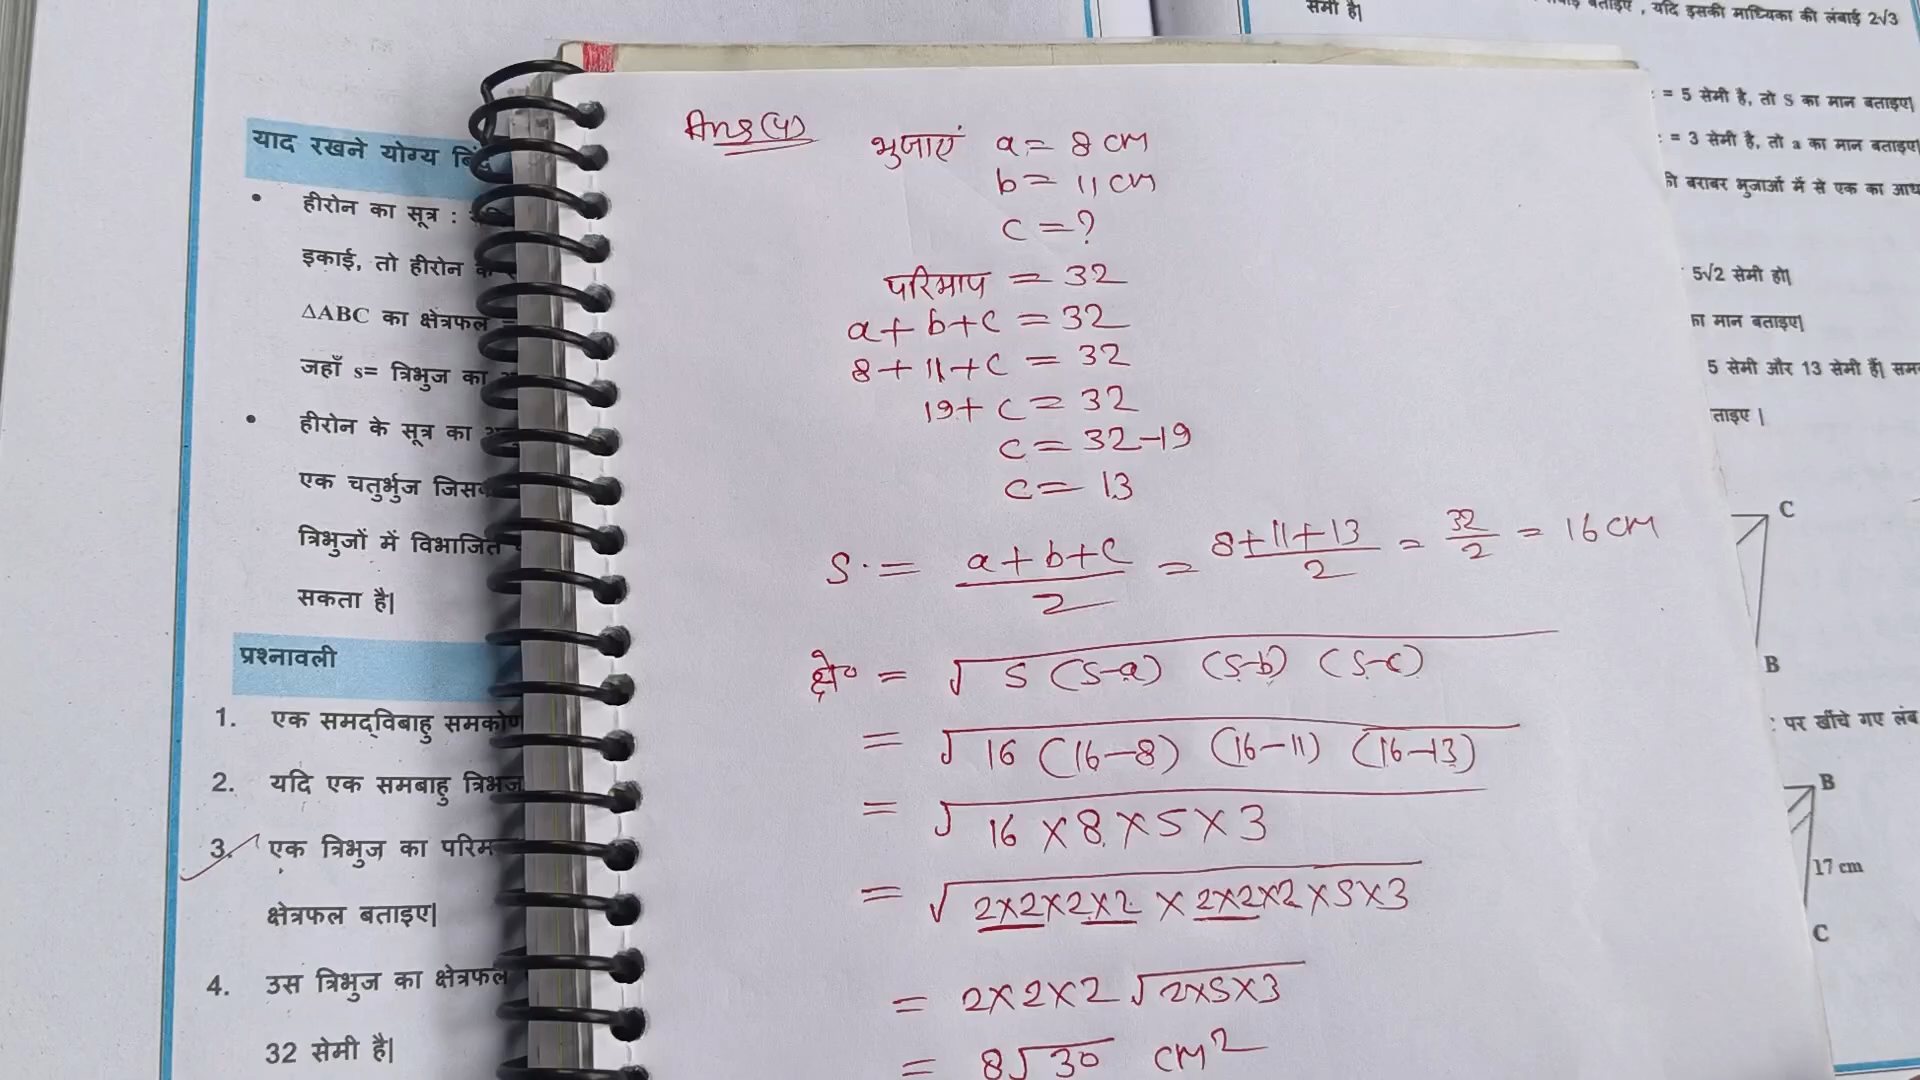 याद रखने योग्य
• हीरोन का सूत्र :
इकाई, तो हीरोन
ΔABC का क्षेत्रफल
जहाँ s= त्रिभुज का
• हीरोन के सूत्र का
एक चतुर्भुज
त्रिभुजों में विभाजित
सकता है|
प्रश्नावली
1. एक समद्विबाहु
2. यदि एक समबाहु त्रिभुज
3. एक त्रिभुज का
क्षेत्रफल बताइए|
4. उस त्रिभुज का क्षेत्रफल
32 सेमी है|
Ans (4)
भुजाएं a = 8 cm
b = 11 cm
c = ?
परिमाप = 32
a + b + c = 32
8 + 11 + c = 32
19 + c = 32
c = 32 - 19
c = 13
S. = a + b + c / 2 = 8 + 11 + 13 / 2 = 32 / 2 = 16 cm
क्षे० = √S (S-a) (S-b) (S-c)
= √16 (16-8) (16-11) (16-13)
= √16 × 8 × 5 × 3
= √2×2×2×2 × 2×2×2 × 5×3
= 2×2×2 √2×5×3
= 8√30 cm²
सेमी है|
बताइए , यदि इसकी माध्यिका की लंबाई 2√3
= 5 सेमी है, तो S का मान बताइए|
= 3 सेमी है, तो a का मान बताइए|
बराबर भुजाओं में से एक का
5√2 सेमी हो|
का मान बताइए|
5 सेमी और 13 सेमी हैं|
C
B
: पर खींचे गए लंब
B
17 cm
C